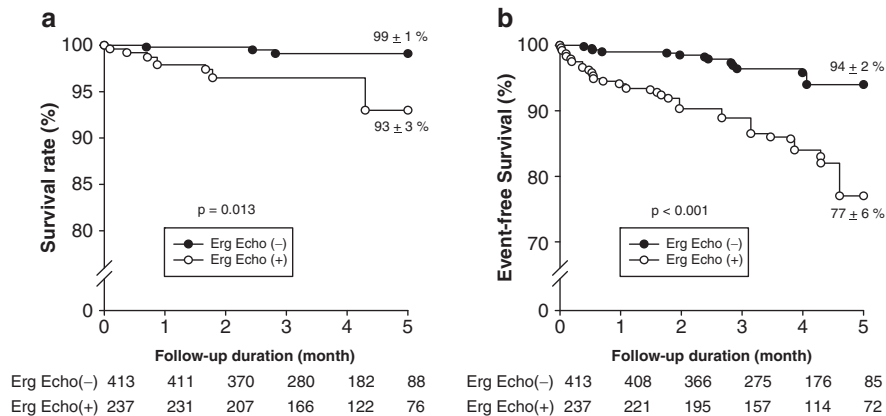 a
100
95
90
85
80
0
Survival rate (%)
99 ± 1 %
93 ± 3 %
p = 0.013
Erg Echo (−)
Erg Echo (+)
0 1 2 3 4 5
Follow-up duration (month)
Erg Echo(−) 413 411 370 280 182 88
Erg Echo(+) 237 231 207 166 122 76
b
100
90
80
70
0
Event-free Survival (%)
94 ± 2 %
77 ± 6 %
p < 0.001
Erg Echo (−)
Erg Echo (+)
0 1 2 3 4 5
Follow-up duration (month)
Erg Echo(−) 413 408 366 275 176 85
Erg Echo(+) 237 221 195 157 114 72